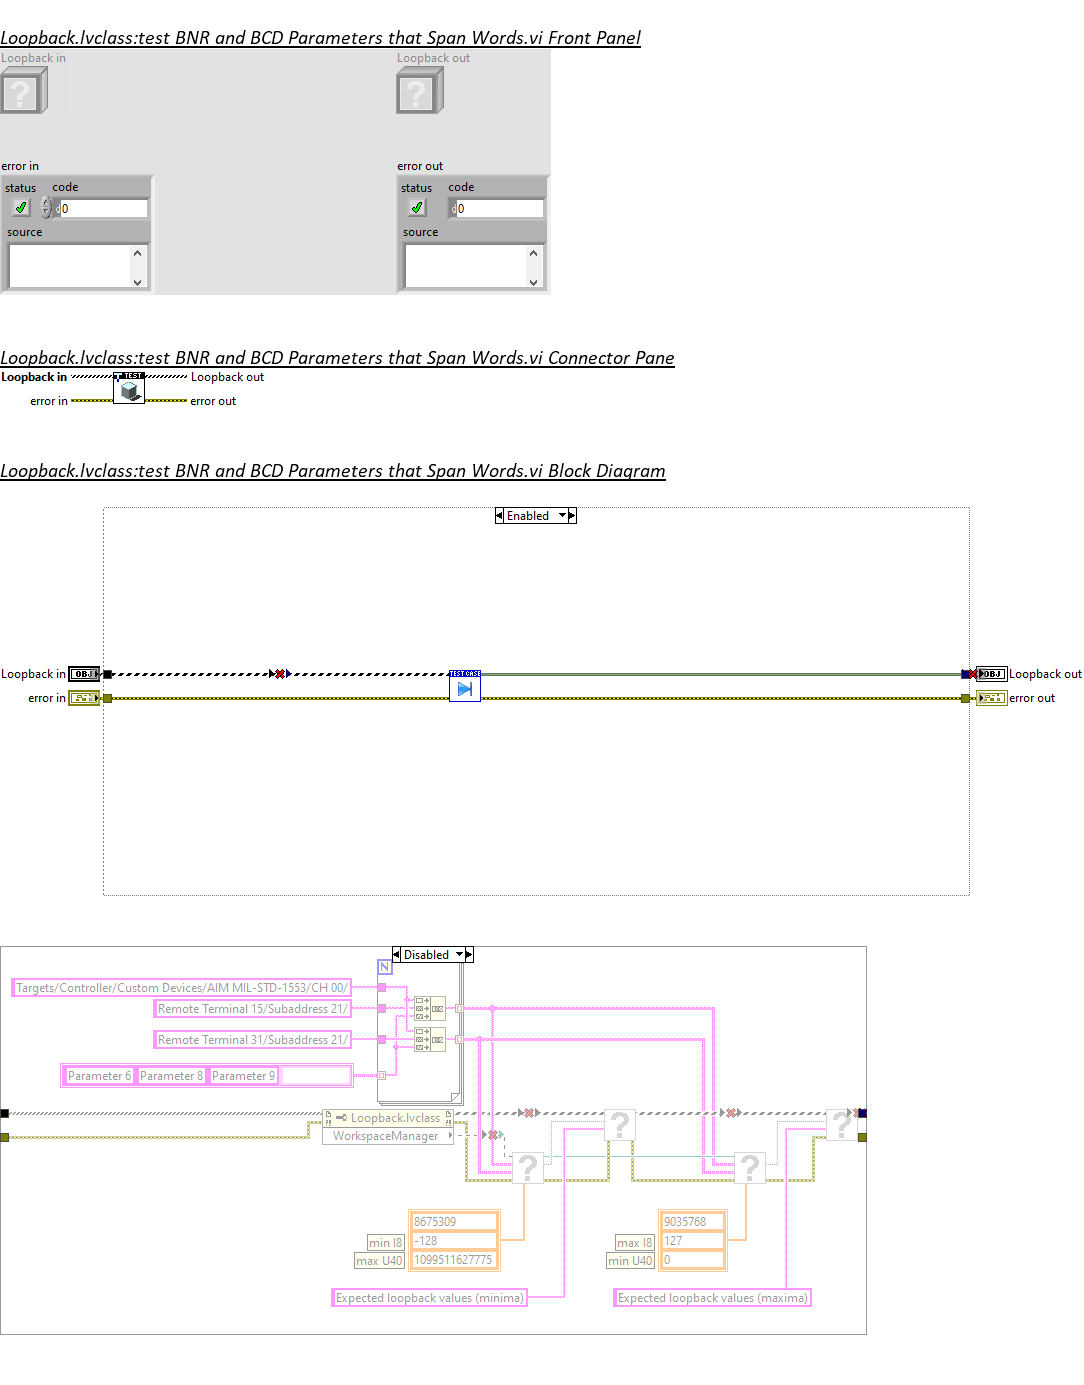 Loopback.lvclass:test BNR and BCD Parameters that Span Words.vi Front Panel
Loopback in
Loopback out
?
?
error in
error out
status code
status code
0
0
source
source
Loopback.lvclass:test BNR and BCD Parameters that Span Words.vi Connector Pane
Loopback in
TEST
Loopback out
error in
error out
Loopback.lvclass:test BNR and BCD Parameters that Span Words.vi Block Diagram
Enabled
Loopback in
OBJ
TEST CASE
OBJ
Loopback out
error in
error out
Disabled
N
Targets/Controller/Custom Devices/AIM MIL-STD-1553/CH 00/
Remote Terminal 15/Subaddress 21/
Remote Terminal 31/Subaddress 21/
Parameter 6 Parameter 8 Parameter 9
Loopback.lvclass
WorkspaceManager
?
?
?
?
8675309
min I8 -128
max U40 1099511627775
9035768
max I8 127
min U40 0
Expected loopback values (minima)
Expected loopback values (maxima)